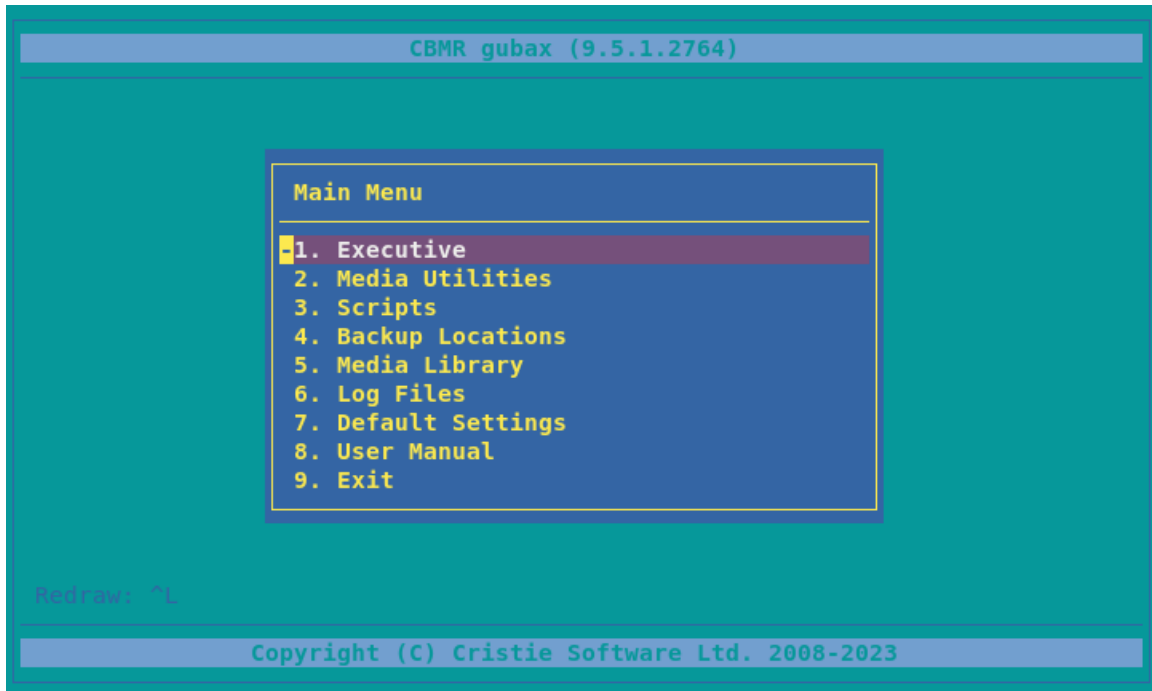 CBMR gubax (9.5.1.2764)
Main Menu
-1. Executive
2. Media Utilities
3. Scripts
4. Backup Locations
5. Media Library
6. Log Files
7. Default Settings
8. User Manual
9. Exit
Redraw: ^L
Copyright (C) Cristie Software Ltd. 2008-2023